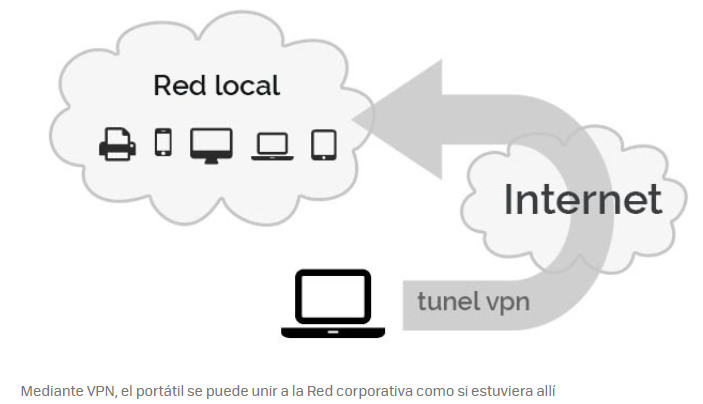 Red local
Internet
tunel vpn
Mediante VPN, el portátil se puede unir a la Red corporativa como si estuviera allí